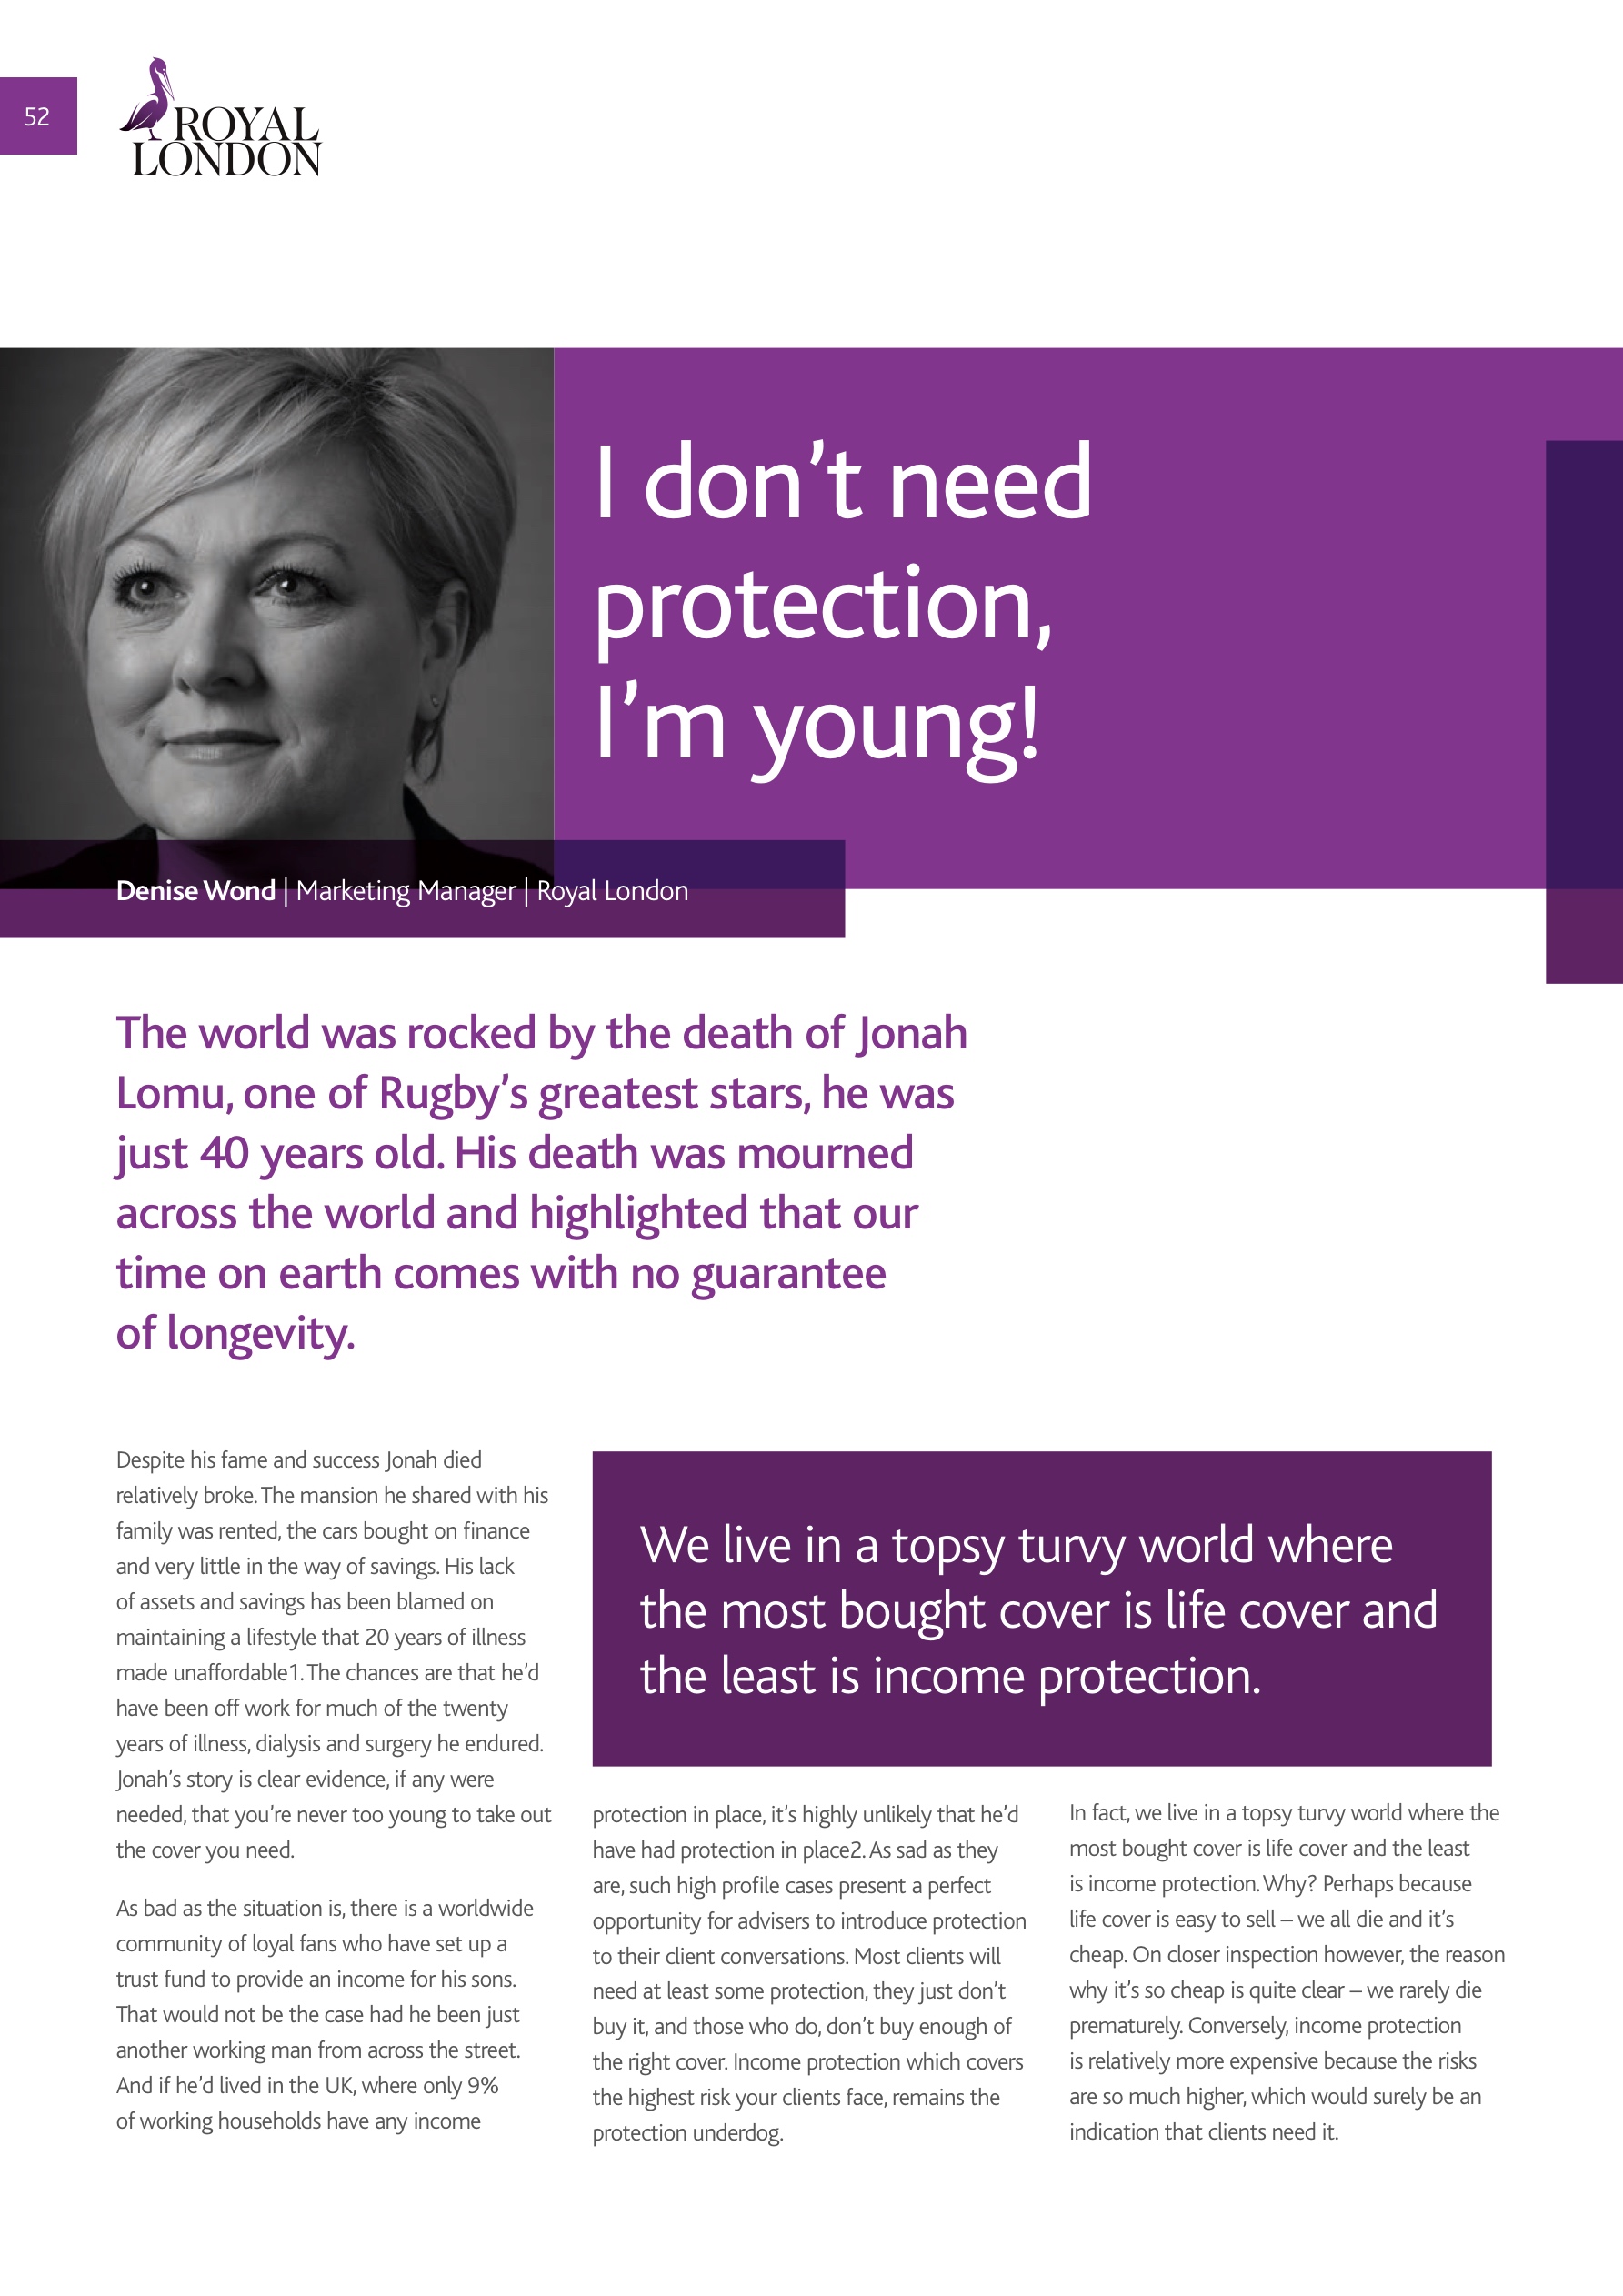 52
ROYAL
LONDON
I don’t need
protection,
I’m young!
Denise Wond | Marketing Manager | Royal London
The world was rocked by the death of Jonah
Lomu, one of Rugby’s greatest stars, he was
just 40 years old. His death was mourned
across the world and highlighted that our
time on earth comes with no guarantee
of longevity.
Despite his fame and success Jonah died
relatively broke. The mansion he shared with his
family was rented, the cars bought on finance
and very little in the way of savings. His lack
of assets and savings has been blamed on
maintaining a lifestyle that 20 years of illness
made unaffordable1. The chances are that he’d
have been off work for much of the twenty
years of illness, dialysis and surgery he endured.
Jonah’s story is clear evidence, if any were
needed, that you’re never too young to take out
the cover you need.
As bad as the situation is, there is a worldwide
community of loyal fans who have set up a
trust fund to provide an income for his sons.
That would not be the case had he been just
another working man from across the street.
And if he’d lived in the UK, where only 9%
of working households have any income
We live in a topsy turvy world where
the most bought cover is life cover and
the least is income protection.
protection in place, it’s highly unlikely that he’d
have had protection in place2. As sad as they
are, such high profile cases present a perfect
opportunity for advisers to introduce protection
to their client conversations. Most clients will
need at least some protection, they just don’t
buy it, and those who do, don’t buy enough of
the right cover. Income protection which covers
the highest risk your clients face, remains the
protection underdog.
In fact, we live in a topsy turvy world where the
most bought cover is life cover and the least
is income protection. Why? Perhaps because
life cover is easy to sell – we all die and it’s
cheap. On closer inspection however, the reason
why it’s so cheap is quite clear – we rarely die
prematurely. Conversely, income protection
is relatively more expensive because the risks
are so much higher, which would surely be an
indication that clients need it.